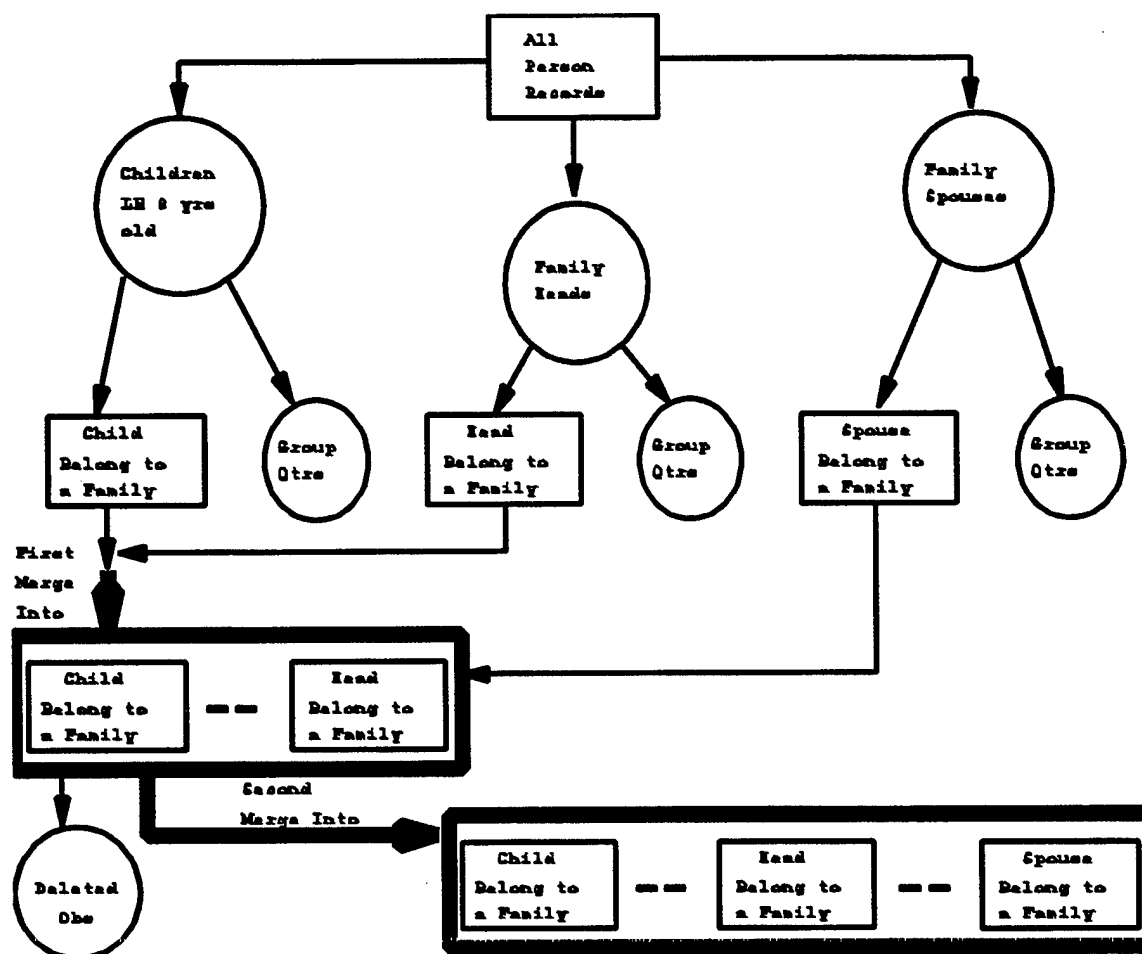 All
Person
Records
Children
LE 8 yrs
old
Family
Heads
Family
Spouses
Child
Belong to
a Family
Group
Qtrs
Head
Belong to
a Family
Group
Qtrs
Spouse
Belong to
a Family
Group
Qtrs
First
Merge
Into
Child
Belong to
a Family
Head
Belong to
a Family
Second
Merge Into
Deleted
Obs
Child
Belong to
a Family
Head
Belong to
a Family
Spouse
Belong to
a Family